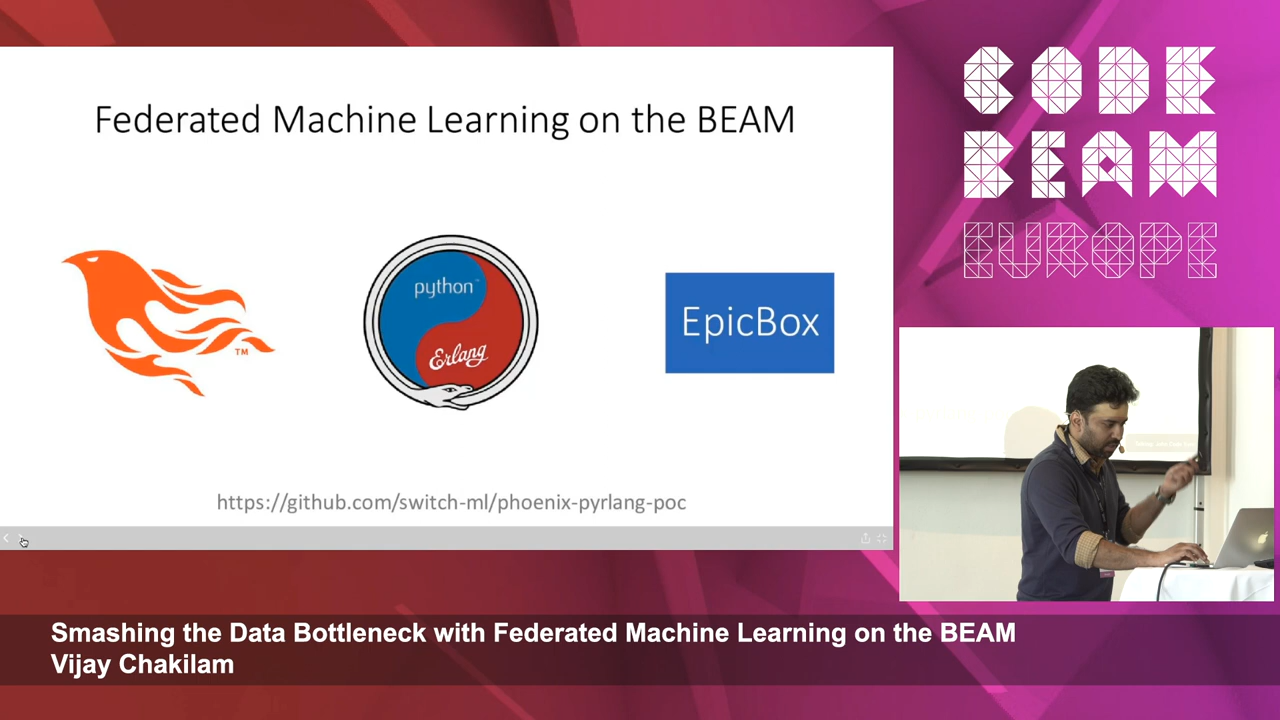 Federated Machine Learning on the BEAM
TM
python
Erlang
EpicBox
https://github.com/switch-ml/phoenix-pyrlang-poc
CODE
BEAM
EUROPE
Smashing the Data Bottleneck with Federated Machine Learning on the BEAM
Vijay Chakilam